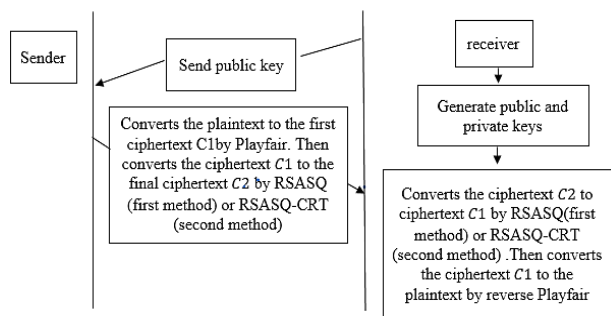 Sender
Send public key
receiver
Generate public and
private keys
Converts the plaintext to the first
ciphertext C1by Playfair. Then
converts the ciphertext C1 to the
final ciphertext C2 by RSASQ
(first method) or RSASQ-CRT
(second method)
Converts the ciphertext C2 to
ciphertext C1 by RSASQ(first
method) or RSASQ-CRT
(second method) .Then converts
the ciphertext C1 to the
plaintext by reverse Playfair